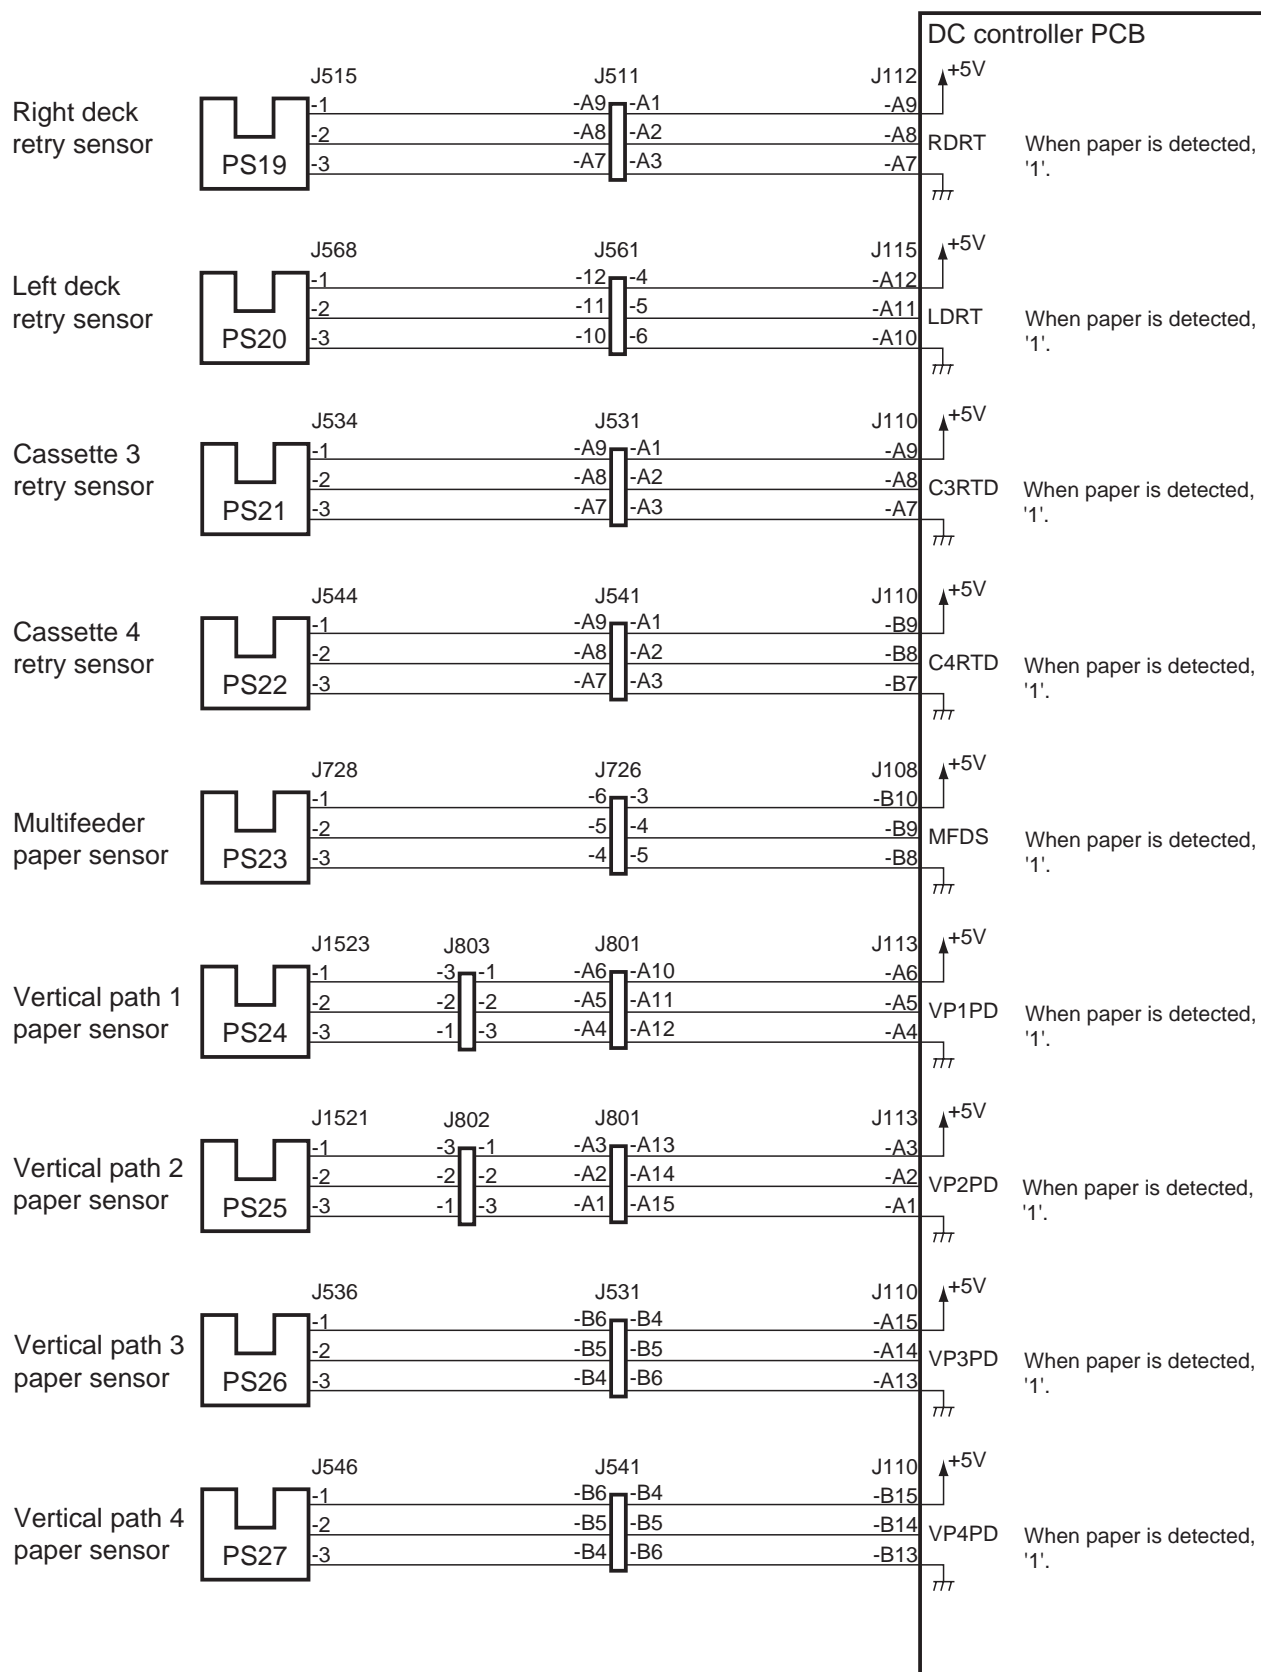 DC controller PCB
J515 J511 J112 +5V
Right deck
retry sensor
PS19
-1 -A9 -A1 -A9
-2 -A8 -A2 -A8 RDRT
-3 -A7 -A3 -A7
When paper is detected,
'1'.
J568 J561 J115 +5V
Left deck
retry sensor
PS20
-1 -12 -4 -A12
-2 -11 -5 -A11 LDRT
-3 -10 -6 -A10
When paper is detected,
'1'.
J534 J531 J110 +5V
Cassette 3
retry sensor
PS21
-1 -A9 -A1 -A9
-2 -A8 -A2 -A8 C3RTD
-3 -A7 -A3 -A7
When paper is detected,
'1'.
J544 J541 J110 +5V
Cassette 4
retry sensor
PS22
-1 -A9 -A1 -B9
-2 -A8 -A2 -B8 C4RTD
-3 -A7 -A3 -B7
When paper is detected,
'1'.
J728 J726 J108 +5V
Multifeeder
paper sensor
PS23
-1 -6 -3 -B10
-2 -5 -4 -B9 MFDS
-3 -4 -5 -B8
When paper is detected,
'1'.
J1523 J803 J801 J113 +5V
Vertical path 1
paper sensor
PS24
-1 -3 -1 -A6 -A10 -A6
-2 -2 -2 -A5 -A11 -A5 VP1PD
-3 -1 -3 -A4 -A12 -A4
When paper is detected,
'1'.
J1521 J802 J801 J113 +5V
Vertical path 2
paper sensor
PS25
-1 -3 -1 -A3 -A13 -A3
-2 -2 -2 -A2 -A14 -A2 VP2PD
-3 -1 -3 -A1 -A15 -A1
When paper is detected,
'1'.
J536 J531 J110 +5V
Vertical path 3
paper sensor
PS26
-1 -B6 -B4 -A15
-2 -B5 -B5 -A14 VP3PD
-3 -B4 -B6 -A13
When paper is detected,
'1'.
J546 J541 J110 +5V
Vertical path 4
paper sensor
PS27
-1 -B6 -B4 -B15
-2 -B5 -B5 -B14 VP4PD
-3 -B4 -B6 -B13
When paper is detected,
'1'.